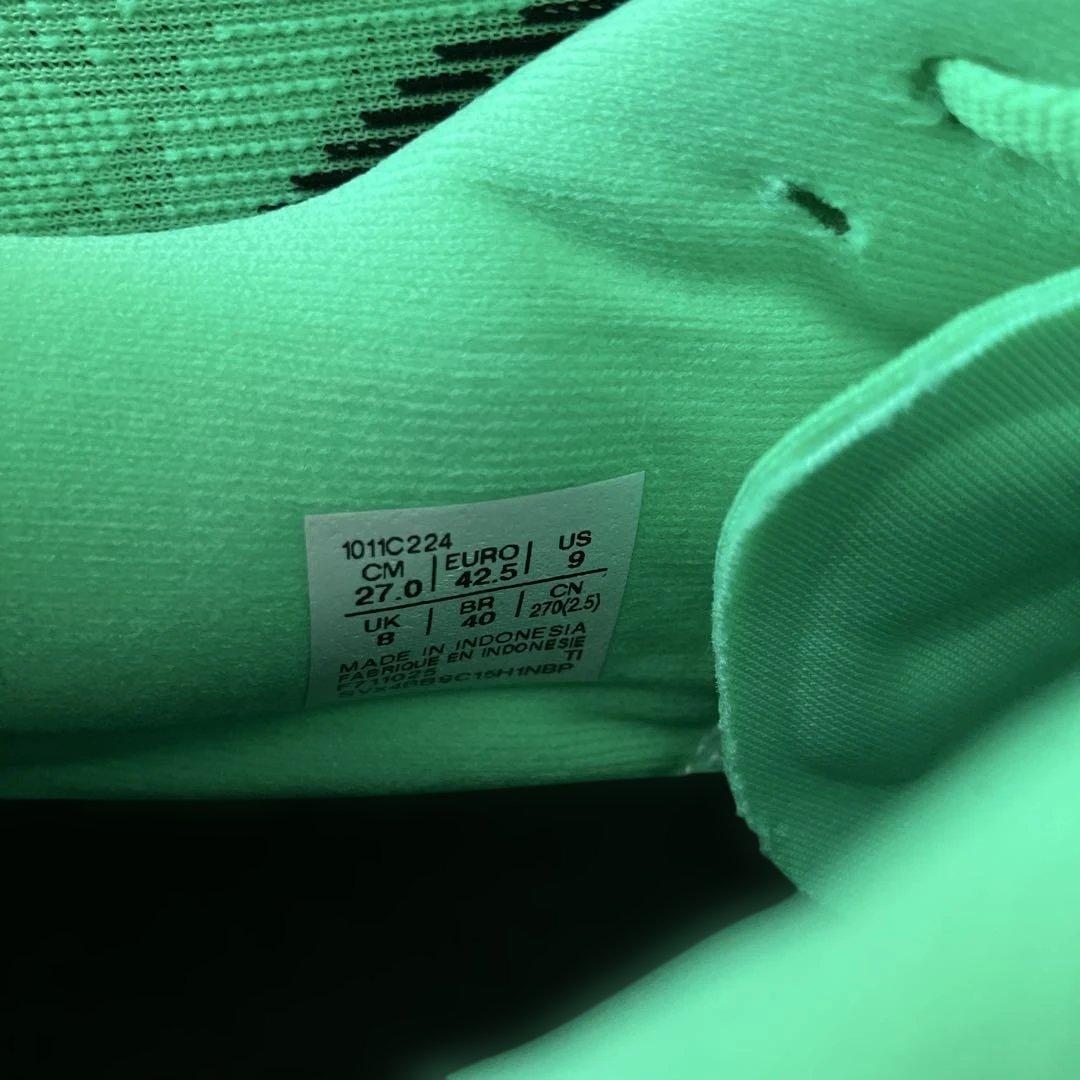 1011C224
CM | EURO | US
27.0 42.5 9
UK | BR | CN
8 40 270(2.5)
MADE IN INDONESIA
FABRIQUE EN INDONESIE
F711025 TI